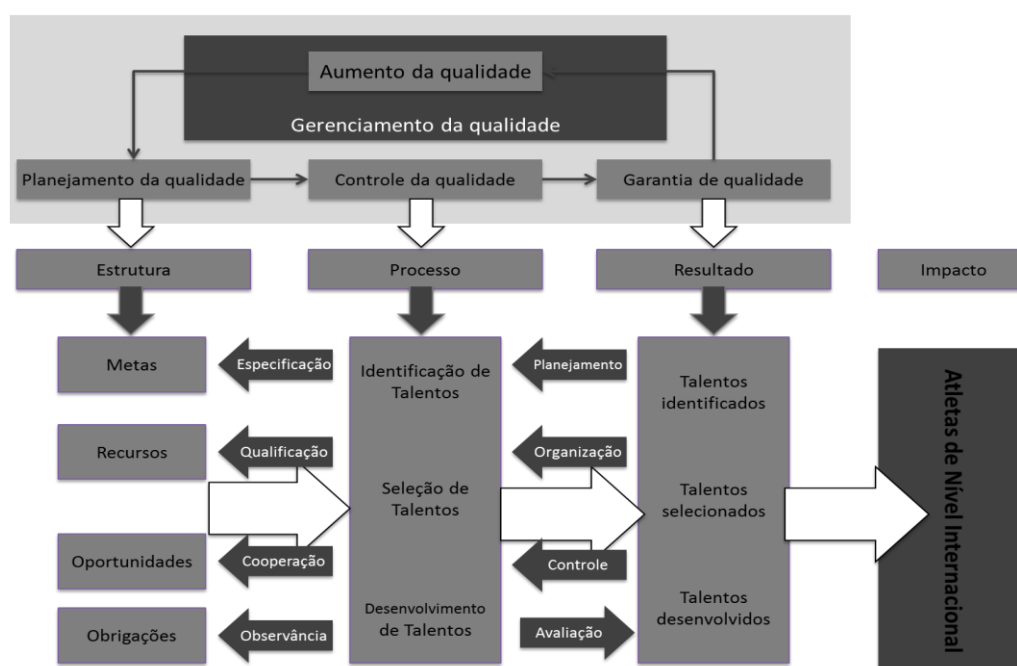 Aumento da qualidade
Gerenciamento da qualidade
Planejamento da qualidade
Controle da qualidade
Garantia de qualidade
Estrutura
Processo
Resultado
Impacto
Metas
Especificação
Identificação de
Talentos
Planejamento
Talentos
identificados
Recursos
Qualificação
Seleção de
Talentos
Organização
Talentos
selecionados
Oportunidades
Cooperação
Controle
Obrigações
Observância
Desenvolvimento
de Talentos
Avaliação
Talentos
desenvolvidos
Atletas de Nível Internacional